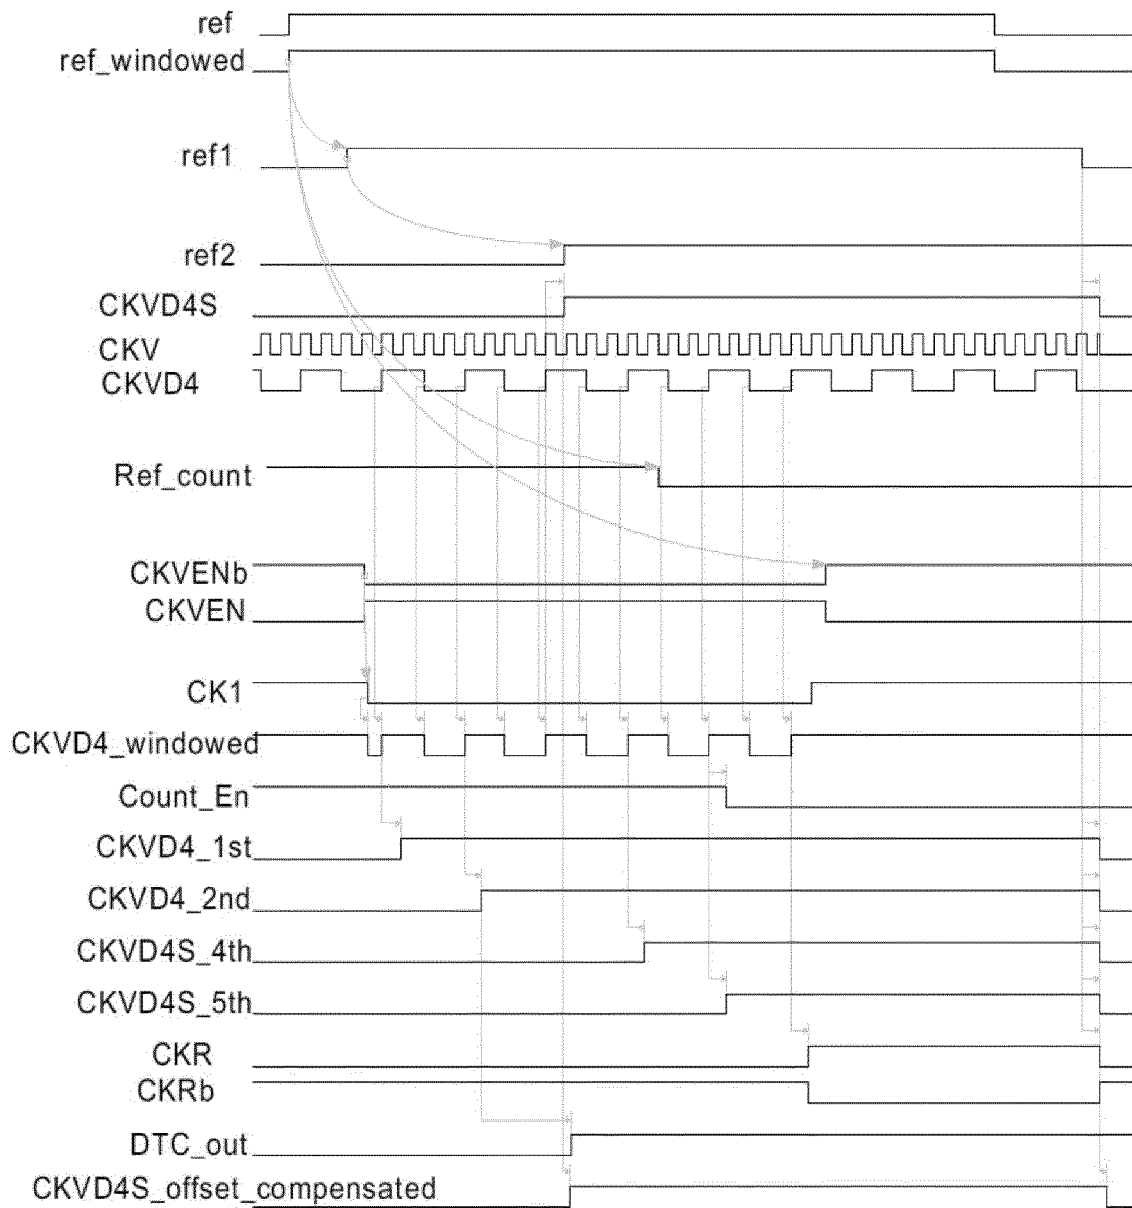 ref
ref_windowed
ref1
ref2
CKVD4S
CKV
CKVD4
Ref_count
CKVENb
CKVEN
CK1
CKVD4_windowed
Count_En
CKVD4_1st
CKVD4_2nd
CKVD4S_4th
CKVD4S_5th
CKR
CKRb
DTC_out
CKVD4S_offset_compensated